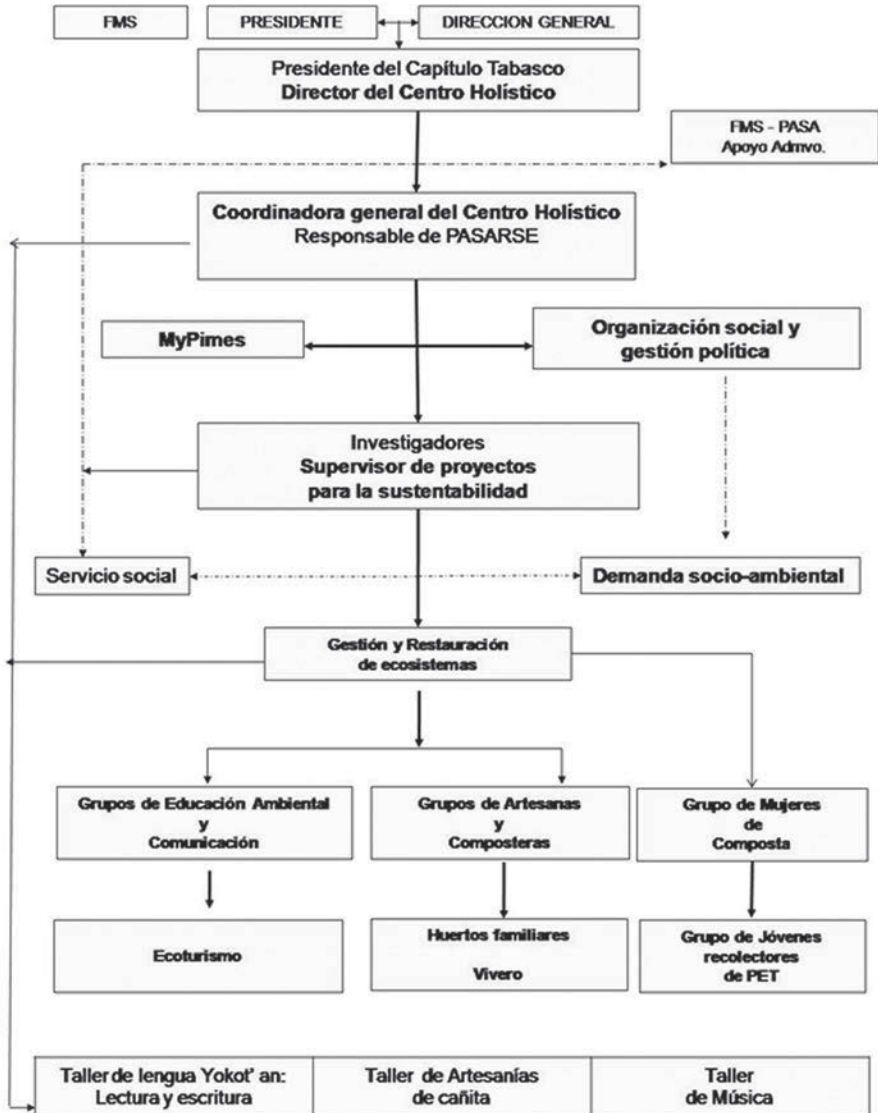 FMS
PRESIDENTE
DIRECCION GENERAL
Presidente del Capítulo Tabasco
Director del Centro Holístico
FMS - PASA
Apoyo Admvo.
Coordinadora general del Centro Holístico
Responsable de PASARSE
MyPimes
Organización social y
gestión política
Investigadores
Supervisor de proyectos
para la sustentabilidad
Servicio social
Demanda socio-ambiental
Gestión y Restauración
de ecosistemas
Grupos de Educación Ambiental
y
Comunicación
Grupos de Artesanas
y
Composteras
Grupo de Mujeres
de
Composta
Ecoturismo
Huertos familiares
Vivero
Grupo de Jóvenes
recolectores
de PET
Taller de lengua Yokot' an:
Lectura y escritura
Taller de Artesanías
de cañita
Taller
de Música